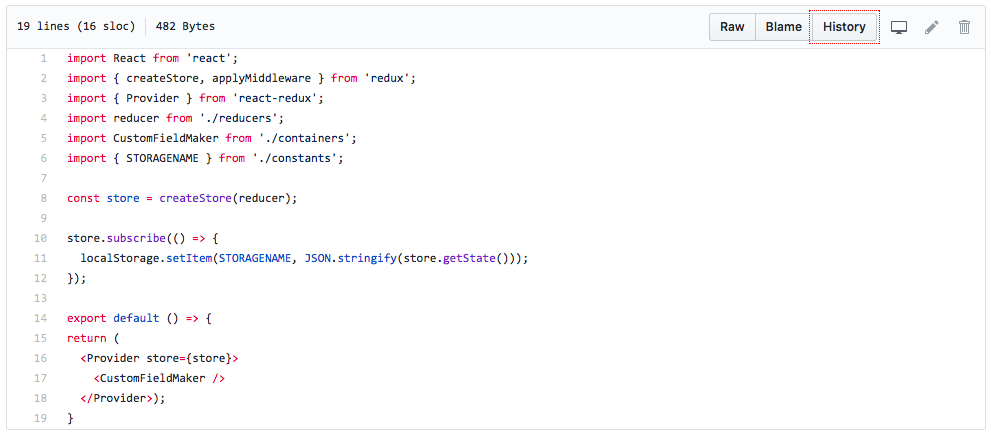 19 lines (16 sloc) 482 Bytes Raw Blame History
1 import React from 'react';
2 import { createStore, applyMiddleware } from 'redux';
3 import { Provider } from 'react-redux';
4 import reducer from './reducers';
5 import CustomFieldMaker from './containers';
6 import { STORAGENAME } from './constants';
7
8 const store = createStore(reducer);
9
10 store.subscribe(() => {
11   localStorage.setItem(STORAGENAME, JSON.stringify(store.getState()));
12 });
13
14 export default () => {
15 return (
16   <Provider store={store}>
17     <CustomFieldMaker />
18   </Provider>);
19 }